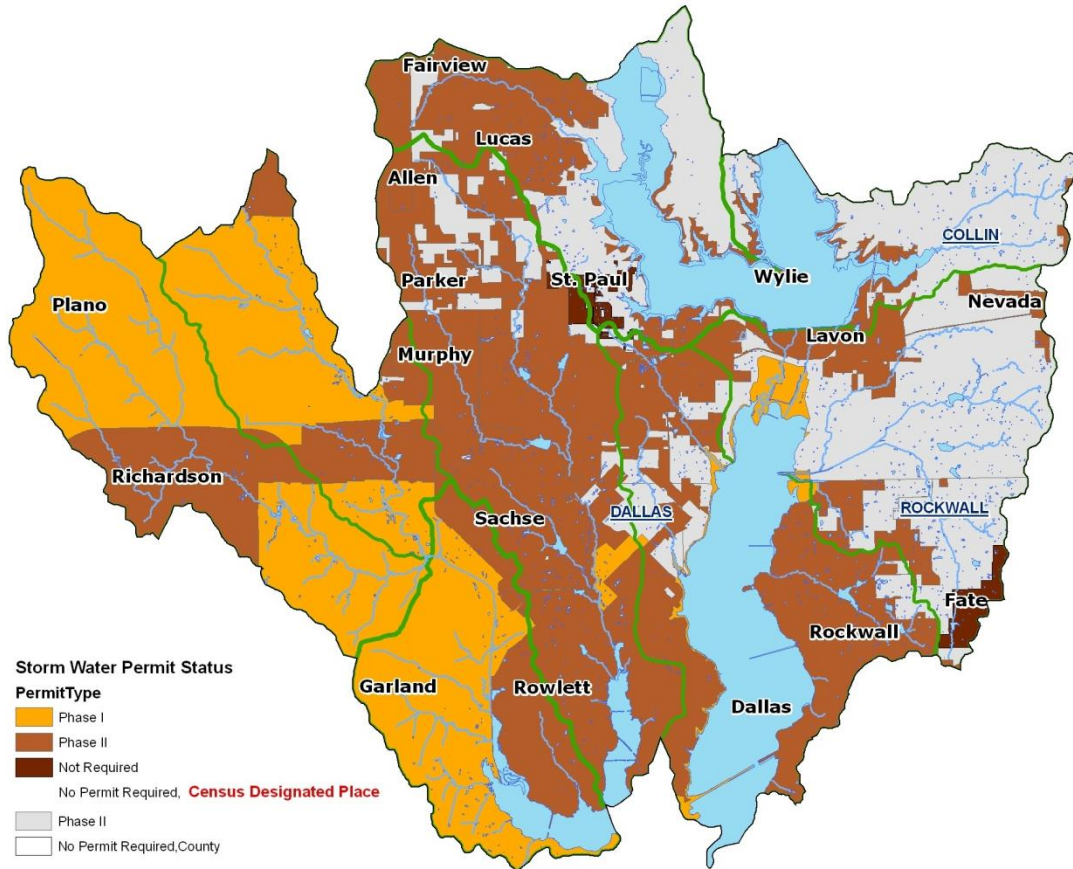 Fairview
Lucas
Allen
COLLIN
St. Paul
Wylie
Parker
Plano
Nevada
Lavon
Murphy
Richardson
DALLAS
ROCKWALL
Sachse
Fate
Rockwall
Garland
Rowlett
Dallas
Storm Water Permit Status
PermitType
Phase I
Phase II
Not Required
No Permit Required, Census Designated Place
Phase II
No Permit Required,County